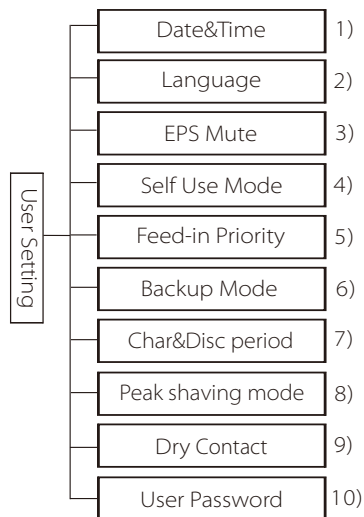 Date&Time 1)
Language 2)
EPS Mute 3)
Self Use Mode 4)
User Setting
Feed-in Priority 5)
Backup Mode 6)
Char&Disc period 7)
Peak shaving mode 8)
Dry Contact 9)
User Password 10)